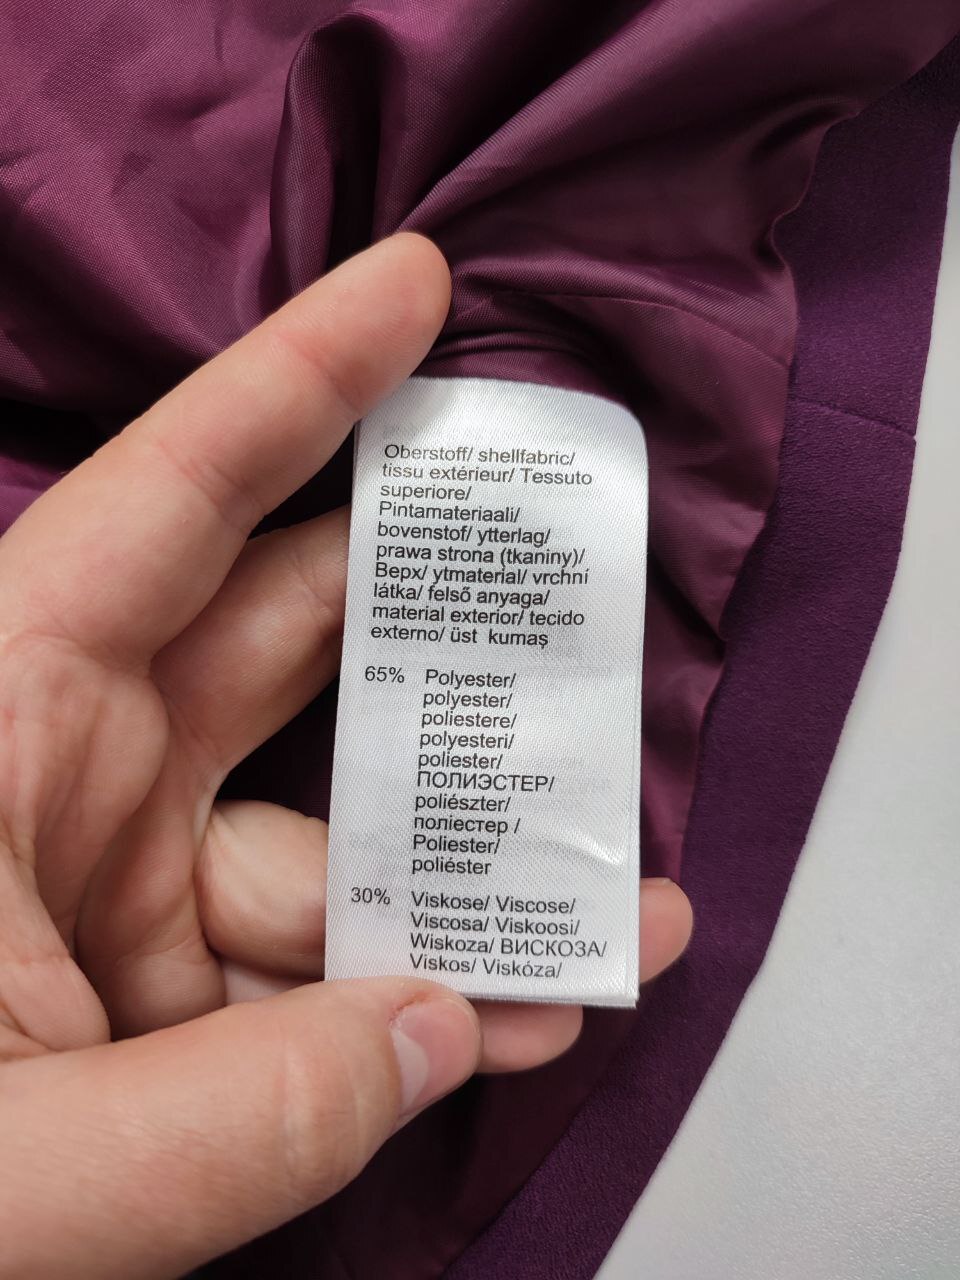 Oberstoff/ shellfabric/
tissu extérieur/ Tessuto
superiore/
Pintamateriaali/
bovenstof/ ytterlag/
prawa strona (tkaniny)/
Верх/ ytmaterial/ vrchní
látka/ felső anyaga/
material exterior/ tecido
externo/ üst kumaş
65% Polyester/
polyester/
poliestere/
polyesteri/
poliester/
ПОЛИЭСТЕР/
poliészter/
поліестер /
Poliester/
poliéster
30% Viskose/ Viscose/
Viscosa/ Viskoosi/
Wiskoza/ ВИСКОЗА/
Viskos/ Viskóza/